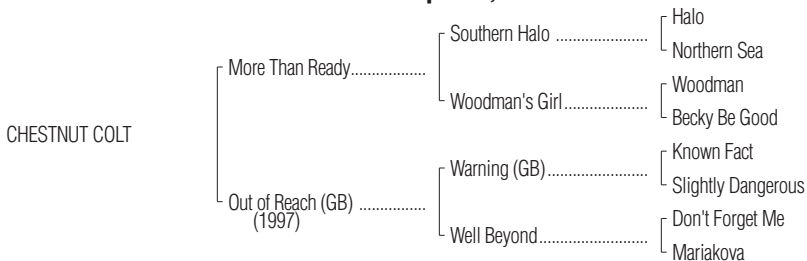 Halo
Southern Halo ......................
Northern Sea
More Than Ready..................
Woodman
Woodman's Girl....................
Becky Be Good
CHESTNUT COLT
Known Fact
Warning (GB)........................
Slightly Dangerous
Out of Reach (GB) ................
(1997)
Don't Forget Me
Well Beyond..........................
Mariakova